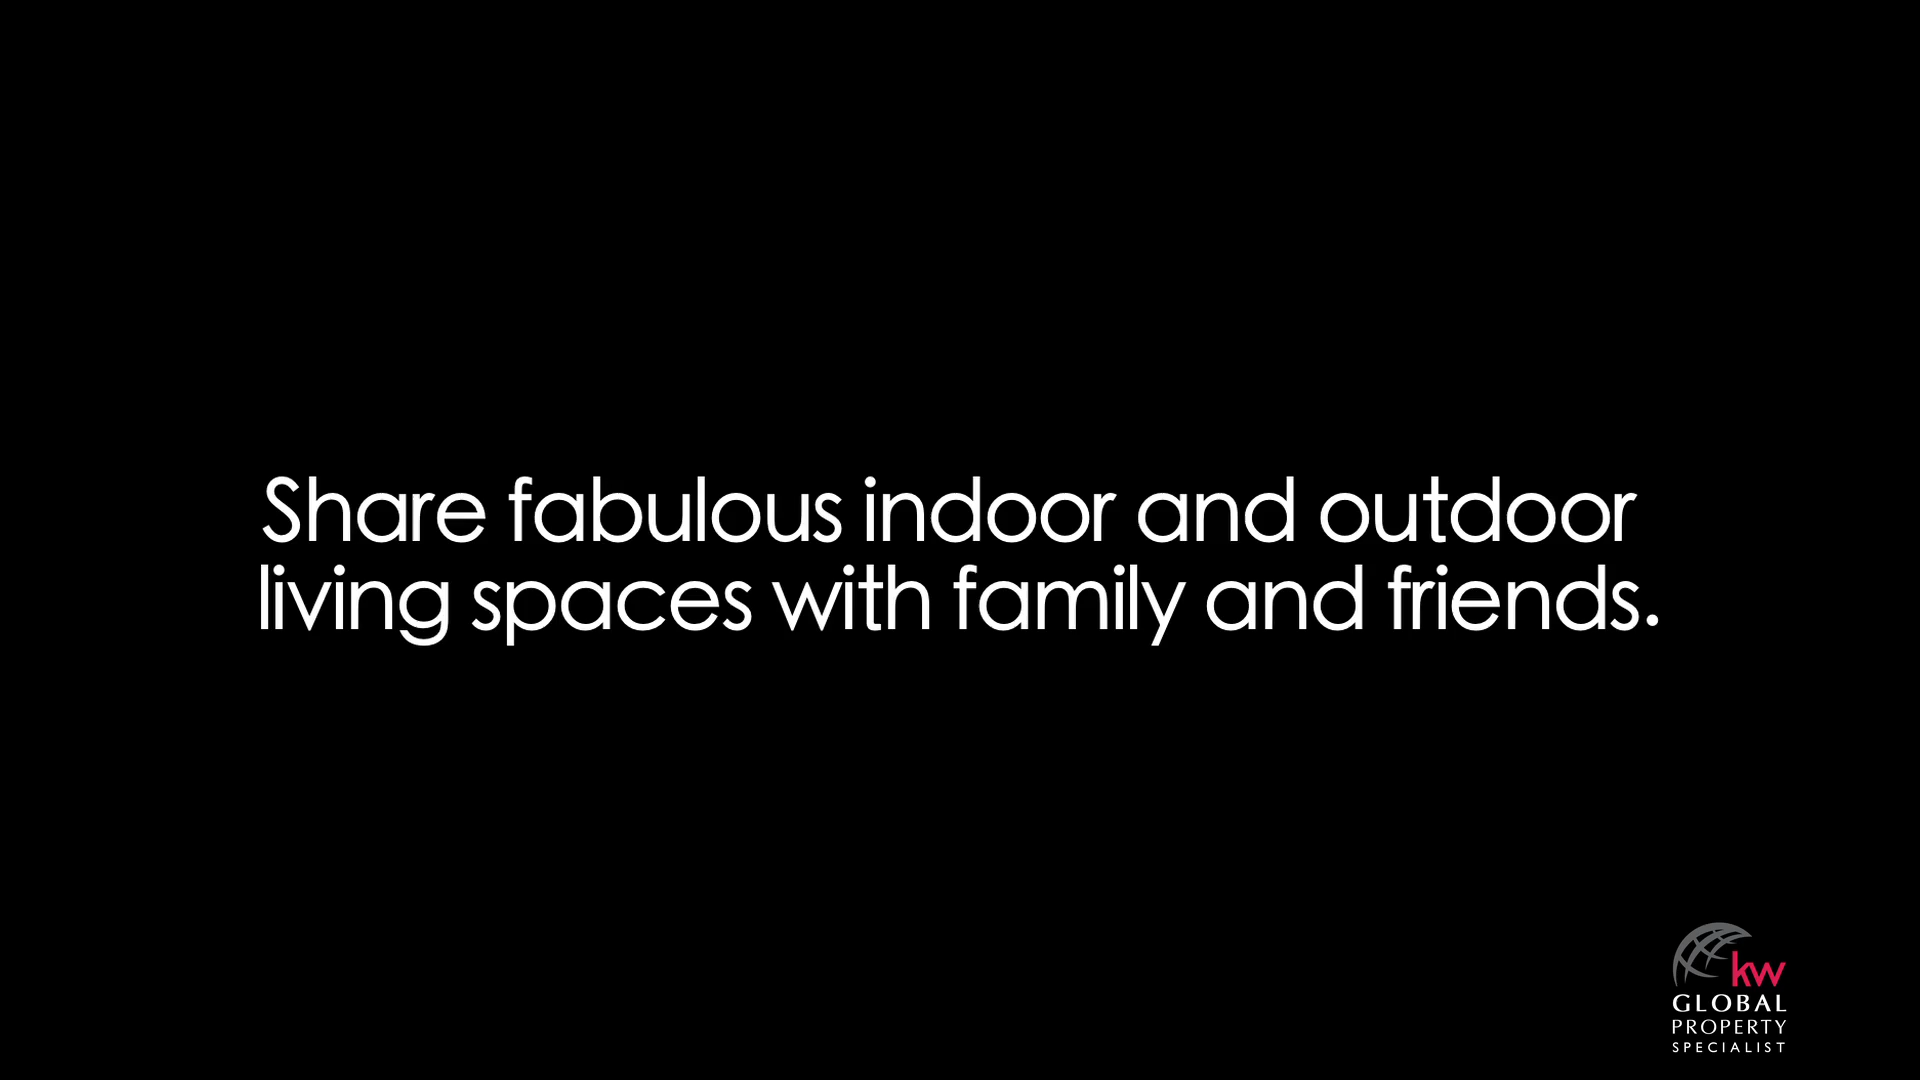 Share fabulous indoor and outdoor
living spaces with family and friends.
kw
GLOBAL
PROPERTY
SPECIALIST